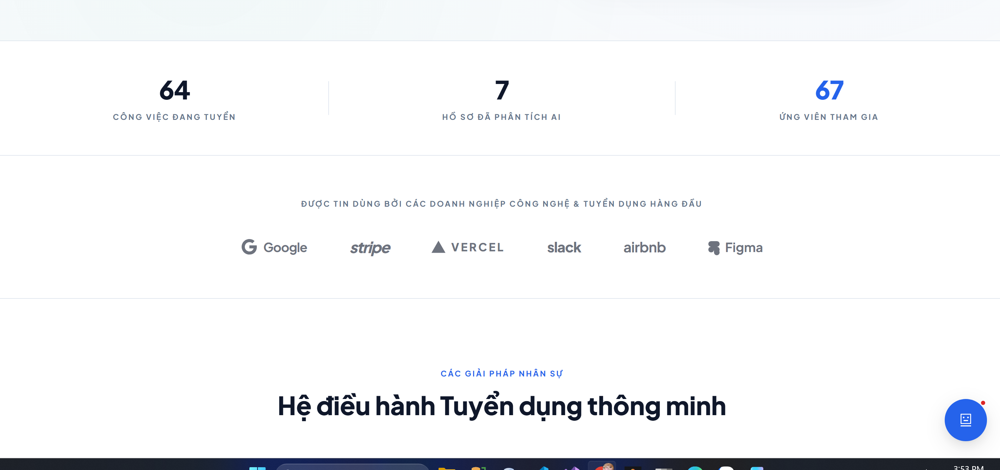 64
7
67
CÔNG VIỆC ĐANG TUYỂN
HỒ SƠ ĐÃ PHÂN TÍCH AI
ỨNG VIÊN THAM GIA
ĐƯỢC TIN DÙNG BỞI CÁC DOANH NGHIỆP CÔNG NGHỆ & TUYỂN DỤNG HÀNG ĐẦU
Google
stripe
VERCEL
slack
airbnb
Figma
CÁC GIẢI PHÁP NHÂN SỰ
Hệ điều hành Tuyển dụng thông minh
3:53 PM